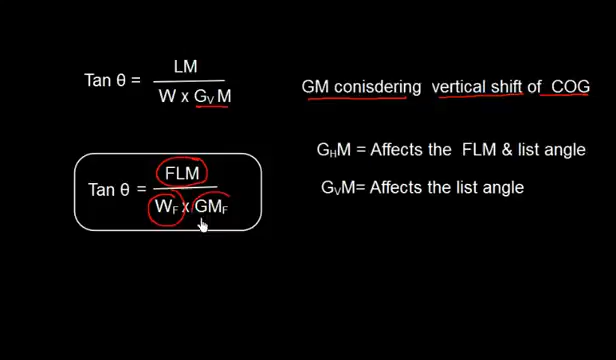 Tan θ = LM
W x GVM
GM conisdering vertical shift of COG
GHM = Affects the FLM & list angle
GVM= Affects the list angle
Tan θ = FLM
WF x GMF